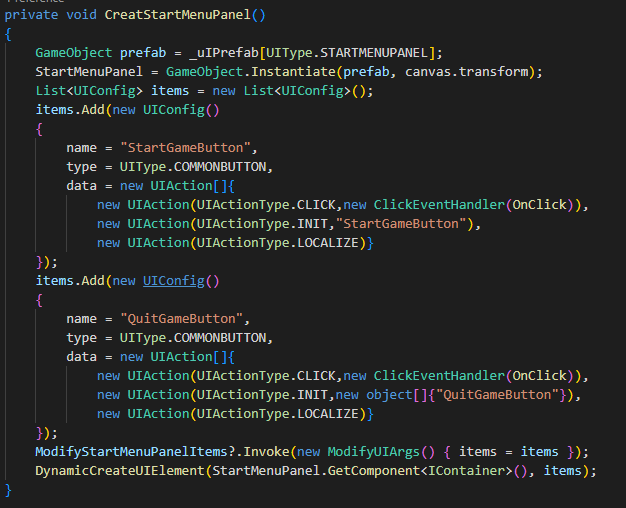 private void CreatStartMenuPanel()
{
    GameObject prefab = _uIPrefab[UIType.STARTMENUPANEL];
    StartMenuPanel = GameObject.Instantiate(prefab, canvas.transform);
    List<UIConfig> items = new List<UIConfig>();
    items.Add(new UIConfig()
    {
        name = "StartGameButton",
        type = UIType.COMMONBUTTON,
        data = new UIAction[]{
            new UIAction(UIActionType.CLICK,new ClickEventHandler(OnClick)),
            new UIAction(UIActionType.INIT,"StartGameButton"),
            new UIAction(UIActionType.LOCALIZE)}
    });
    items.Add(new UIConfig()
    {
        name = "QuitGameButton",
        type = UIType.COMMONBUTTON,
        data = new UIAction[]{
            new UIAction(UIActionType.CLICK,new ClickEventHandler(OnClick)),
            new UIAction(UIActionType.INIT,new object[]{"QuitGameButton"}),
            new UIAction(UIActionType.LOCALIZE)}
    });
    ModifyStartMenuPanelItems?.Invoke(new ModifyUIArgs() { items = items });
    DynamicCreateUIElement(StartMenuPanel.GetComponent<IContainer>(), items);
}